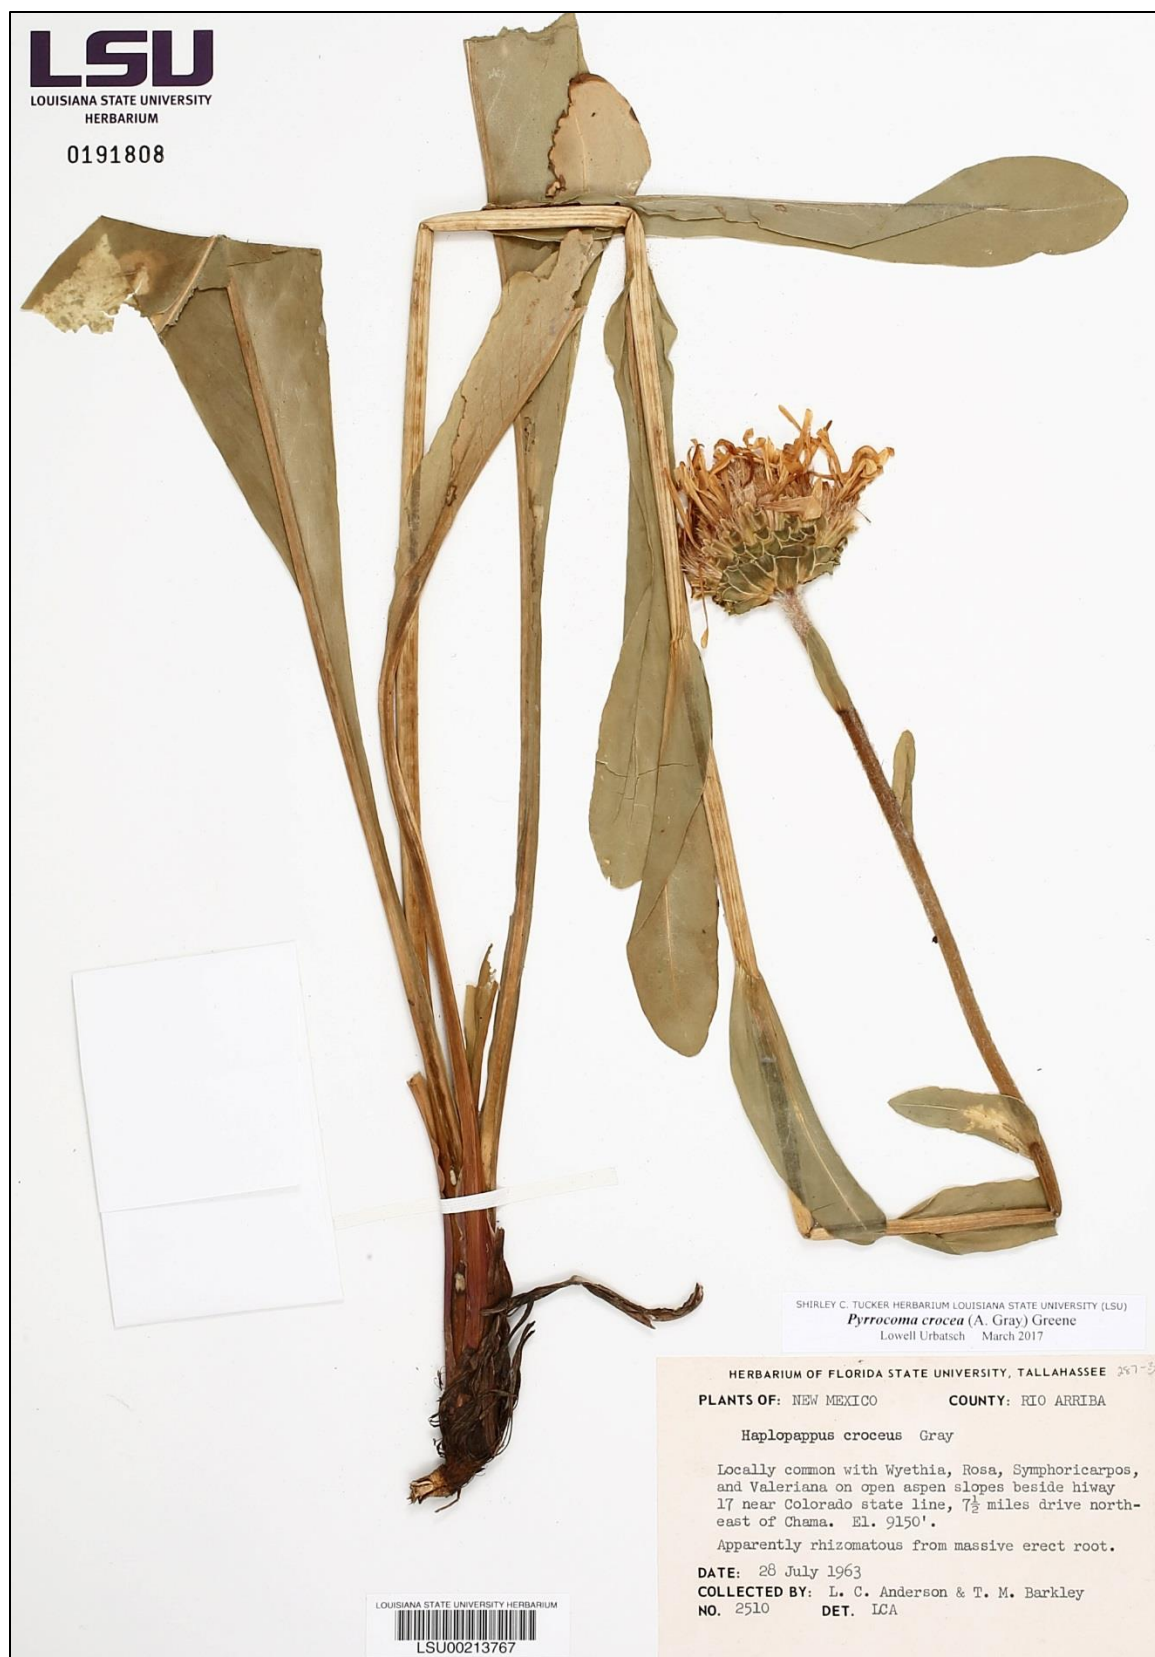 LSU
LOUISIANA STATE UNIVERSITY
HERBARIUM
0191808
SHIRLEY C. TUCKER HERBARIUM LOUISIANA STATE UNIVERSITY (LSU)
Pyrrocoma crocea (A. Gray) Greene
Lowell Urbatsch March 2017
HERBARIUM OF FLORIDA STATE UNIVERSITY, TALLAHASSEE
PLANTS OF: NEW MEXICO COUNTY: RIO ARRIBA
Haplopappus croceus Gray
Locally common with Wyethia, Rosa, Symphoricarpos,
and Valeriana on open aspen slopes beside hiway
17 near Colorado state line, 7½ miles drive north-
east of Chama. El. 9150'.
Apparently rhizomatous from massive erect root.
DATE: 28 July 1963
COLLECTED BY: L. C. Anderson & T. M. Barkley
NO. 2510 DET. LCA
LOUISIANA STATE UNIVERSITY HERBARIUM
LSU00213767